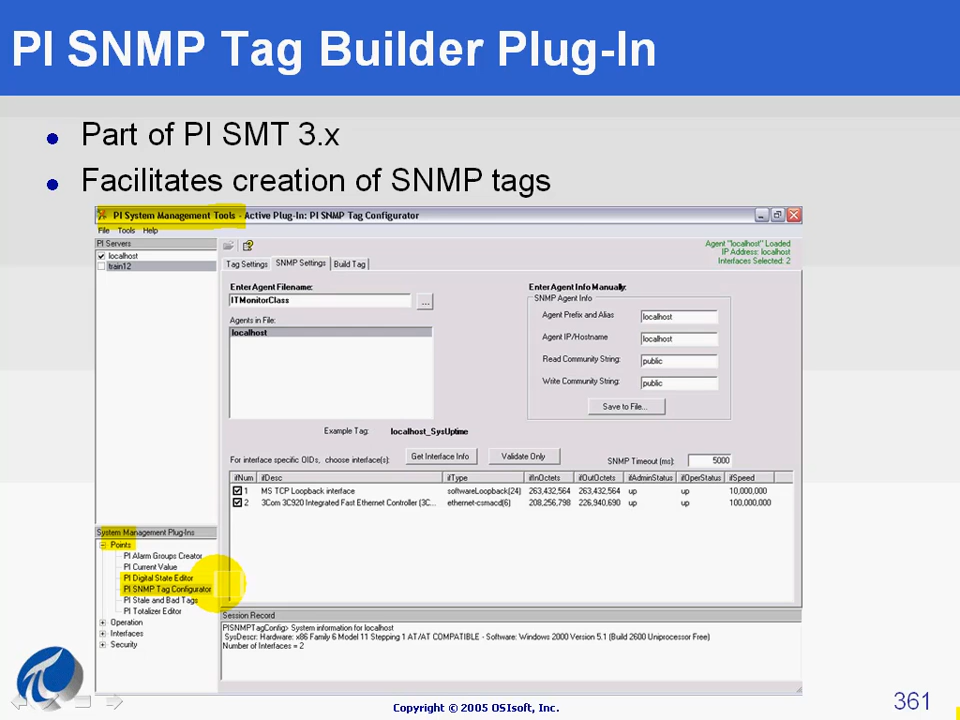 PI SNMP Tag Builder Plug-In
Part of PI SMT 3.x
Facilitates creation of SNMP tags
PI System Management Tools - Active Plug-In: PI SNMP Tag Configurator
File Tools Help
PI Servers
localhost
train12
Agent "localhost" Loaded
IP Address: localhost
Interfaces Selected: 2
Tag Settings SNMP Settings Build Tag
Enter Agent Filename:
ITMonitorClass
...
Agents in File:
localhost
Enter Agent Info Manually:
SNMP Agent Info
Agent Prefix and Alias localhost
Agent IP/Hostname localhost
Read Community String: public
Write Community String: public
Save to File...
Example Tag: localhost_SysUptime
For interface specific OIDs, choose interface(s): Get Interface Info Validate Only SNMP Timeout (ms): 5000
ifNum ifDesc ifType ifInOctets ifOutOctets ifAdminStatus ifOperStatus ifSpeed
1 MS TCP Loopback interface softwareLoopback(24) 263,432,564 263,432,564 up up 10,000,000
2 3Com 3C920 Integrated Fast Ethernet Controller (3C... ethernet-csmacd(6) 208,256,798 226,940,690 up up 100,000,000
System Management Plug-Ins
Points
PI Alarm Groups Creator
PI Current Value
PI Digital State Editor
PI SNMP Tag Configurator
PI Stale and Bad Tags
PI Totalizer Editor
Operation
Interfaces
Security
Session Record
PISNMPTagConfig> System information for localhost
SysDescr: Hardware: x86 Family 6 Model 11 Stepping 1 AT/AT COMPATIBLE - Software: Windows 2000 Version 5.1 (Build 2600 Uniprocessor Free)
Number of Interfaces = 2
Copyright © 2005 OSIsoft, Inc.
361